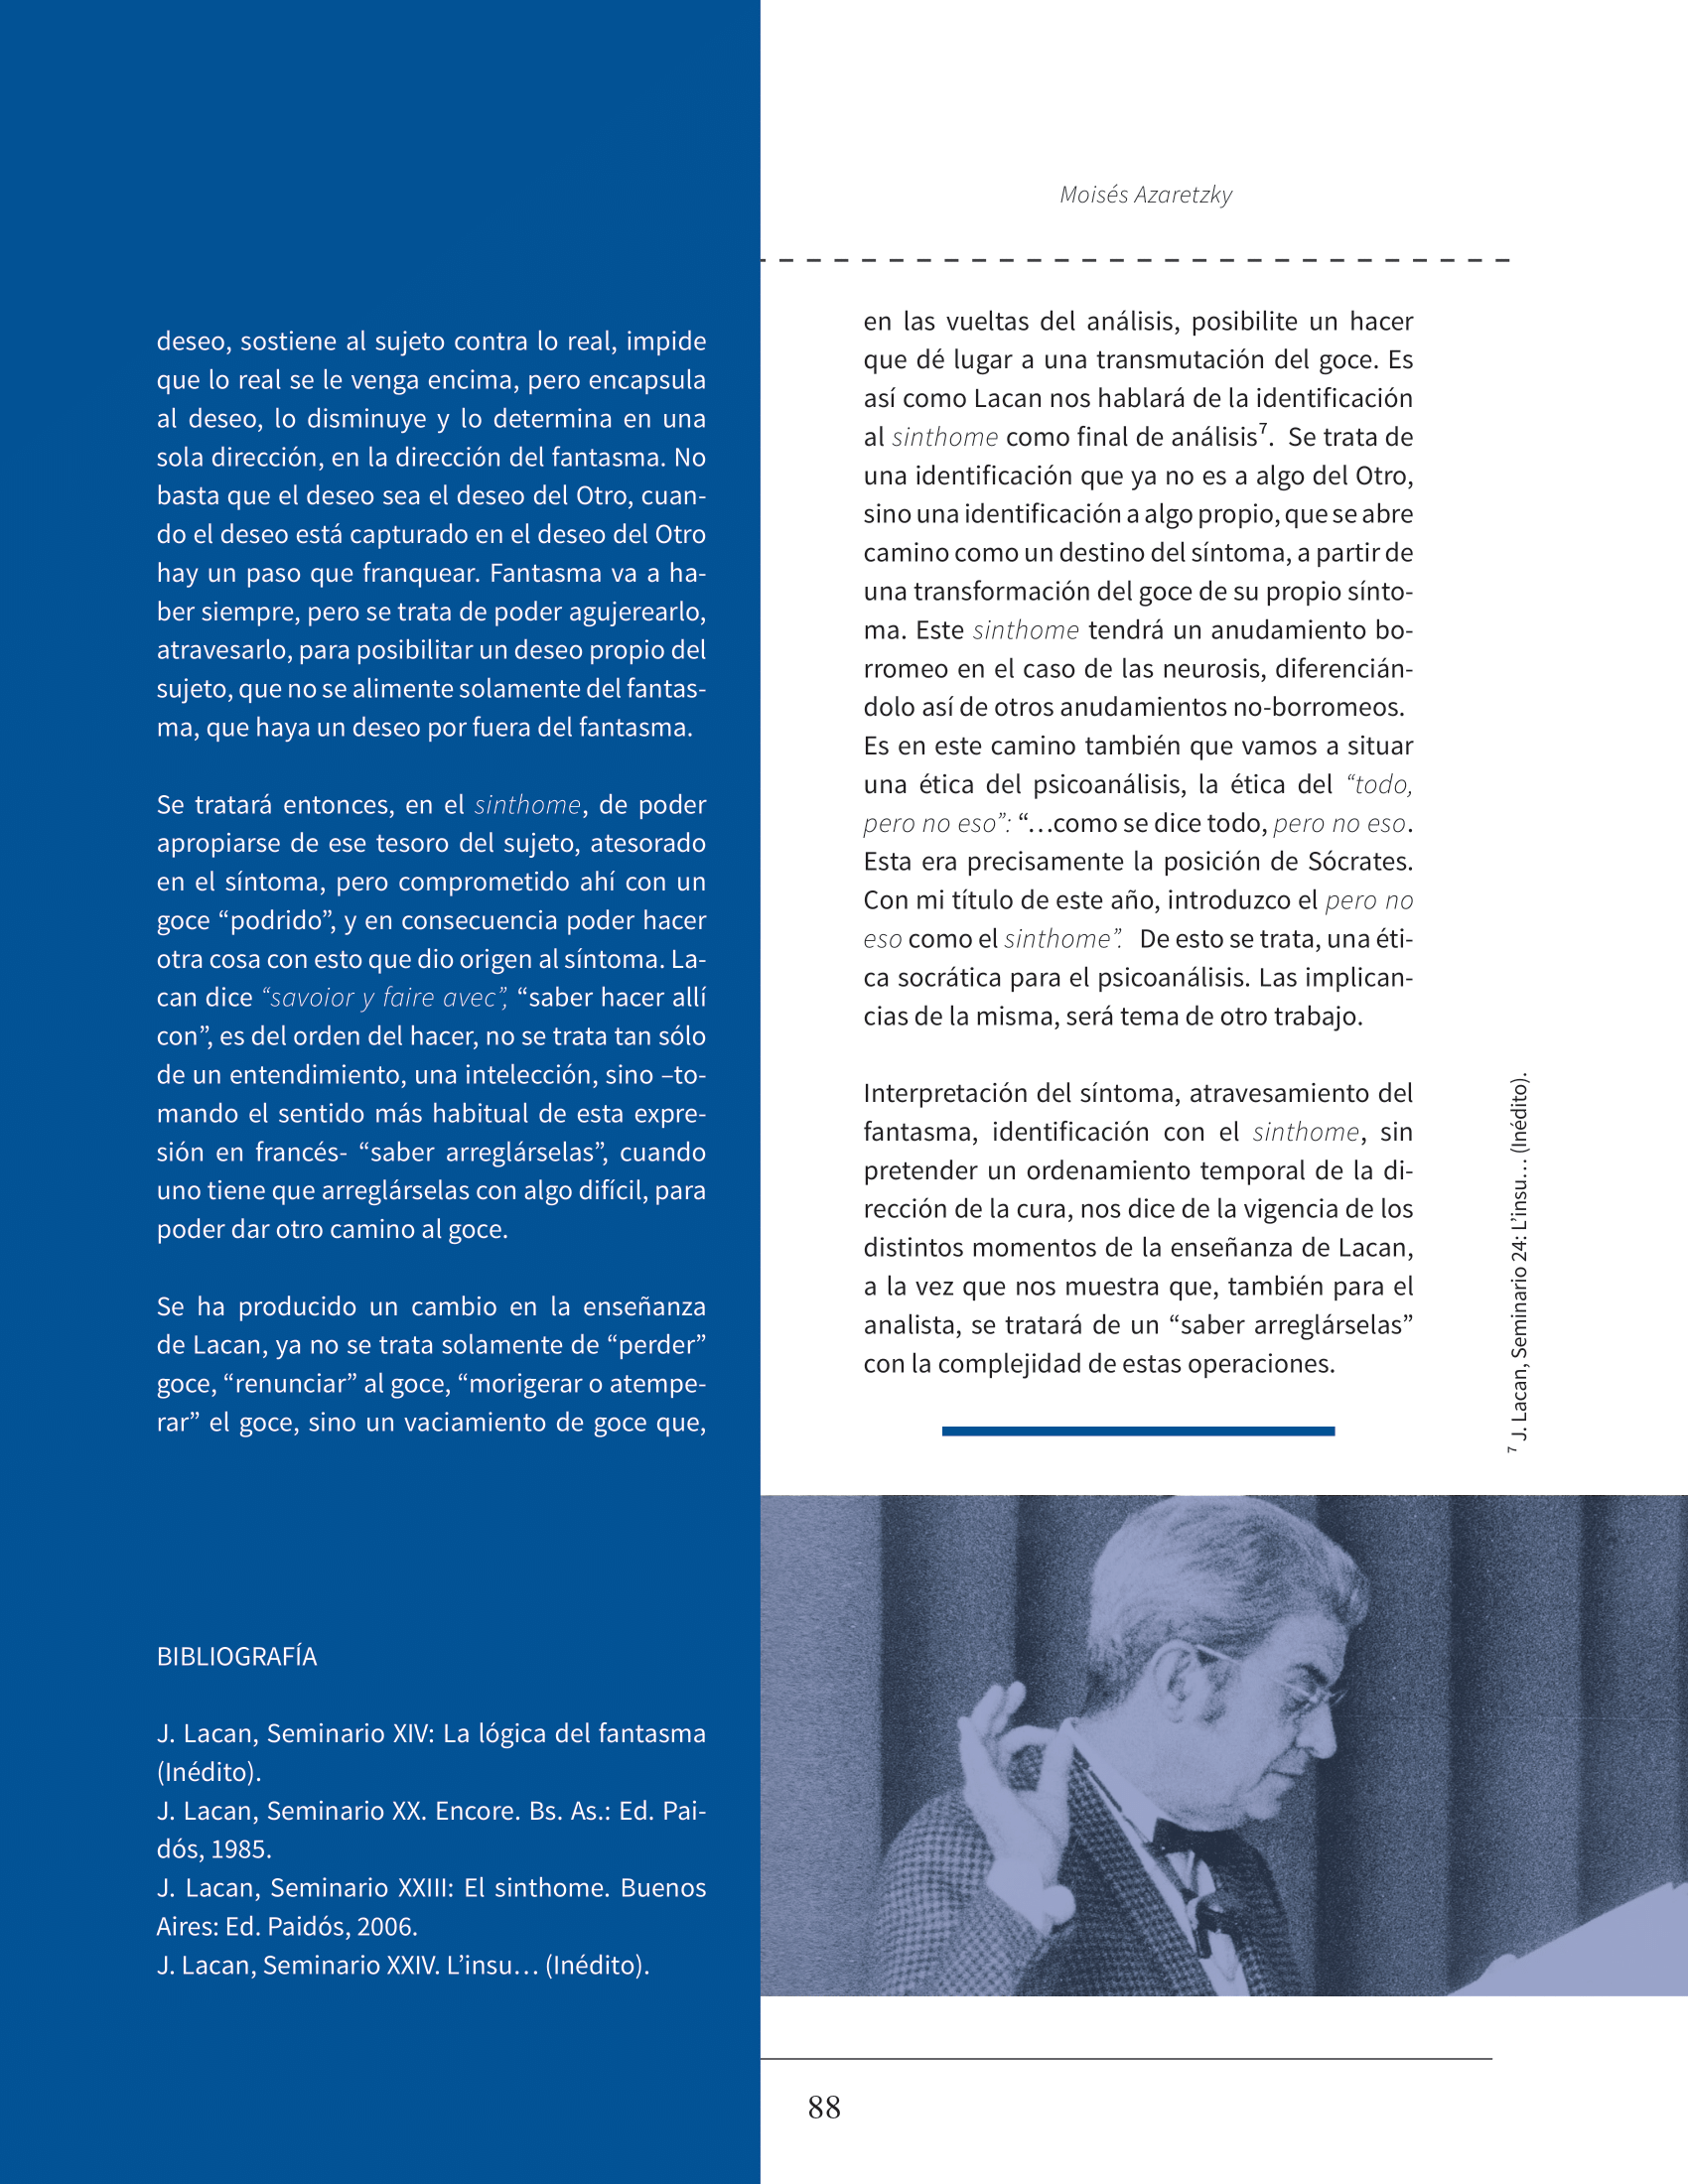 Moisés Azaretzky
deseo, sostiene al sujeto contra lo real, impide
que lo real se le venga encima, pero encapsula
al deseo, lo disminuye y lo determina en una
sola dirección, en la dirección del fantasma. No
basta que el deseo sea el deseo del Otro, cuan-
do el deseo está capturado en el deseo del Otro
hay un paso que franquear. Fantasma va a ha-
ber siempre, pero se trata de poder agujerearlo,
atravesarlo, para posibilitar un deseo propio del
sujeto, que no se alimente solamente del fantas-
ma, que haya un deseo por fuera del fantasma.
Se tratará entonces, en el sinthome, de poder
apropiarse de ese tesoro del sujeto, atesorado
en el síntoma, pero comprometido ahí con un
goce “podrido”, y en consecuencia poder hacer
otra cosa con esto que dio origen al síntoma. La-
can dice “savoior y faire avec”, “saber hacer allí
con”, es del orden del hacer, no se trata tan sólo
de un entendimiento, una intelección, sino –to-
mando el sentido más habitual de esta expre-
sión en francés- “saber arreglárselas”, cuando
uno tiene que arreglárselas con algo difícil, para
poder dar otro camino al goce.
Se ha producido un cambio en la enseñanza
de Lacan, ya no se trata solamente de “perder”
goce, “renunciar” al goce, “morigerar o atempe-
rar” el goce, sino un vaciamiento de goce que,
BIBLIOGRAFÍA
J. Lacan, Seminario XIV: La lógica del fantasma
(Inédito).
J. Lacan, Seminario XX. Encore. Bs. As.: Ed. Pai-
dós, 1985.
J. Lacan, Seminario XXIII: El sinthome. Buenos
Aires: Ed. Paidós, 2006.
J. Lacan, Seminario XXIV. L’insu… (Inédito).
en las vueltas del análisis, posibilite un hacer
que dé lugar a una transmutación del goce. Es
así como Lacan nos hablará de la identificación
al sinthome como final de análisis⁷. Se trata de
una identificación que ya no es a algo del Otro,
sino una identificación a algo propio, que se abre
camino como un destino del síntoma, a partir de
una transformación del goce de su propio sínto-
ma. Este sinthome tendrá un anudamiento bo-
rromeo en el caso de las neurosis, diferencián-
dolo así de otros anudamientos no-borromeos.
Es en este camino también que vamos a situar
una ética del psicoanálisis, la ética del “todo,
pero no eso”: “…como se dice todo, pero no eso.
Esta era precisamente la posición de Sócrates.
Con mi título de este año, introduzco el pero no
eso como el sinthome”. De esto se trata, una éti-
ca socrática para el psicoanálisis. Las implican-
cias de la misma, será tema de otro trabajo.
Interpretación del síntoma, atravesamiento del
fantasma, identificación con el sinthome, sin
pretender un ordenamiento temporal de la di-
rección de la cura, nos dice de la vigencia de los
distintos momentos de la enseñanza de Lacan,
a la vez que nos muestra que, también para el
analista, se tratará de un “saber arreglárselas”
con la complejidad de estas operaciones.
⁷ J. Lacan, Seminario 24: L’insu… (Inédito).
88